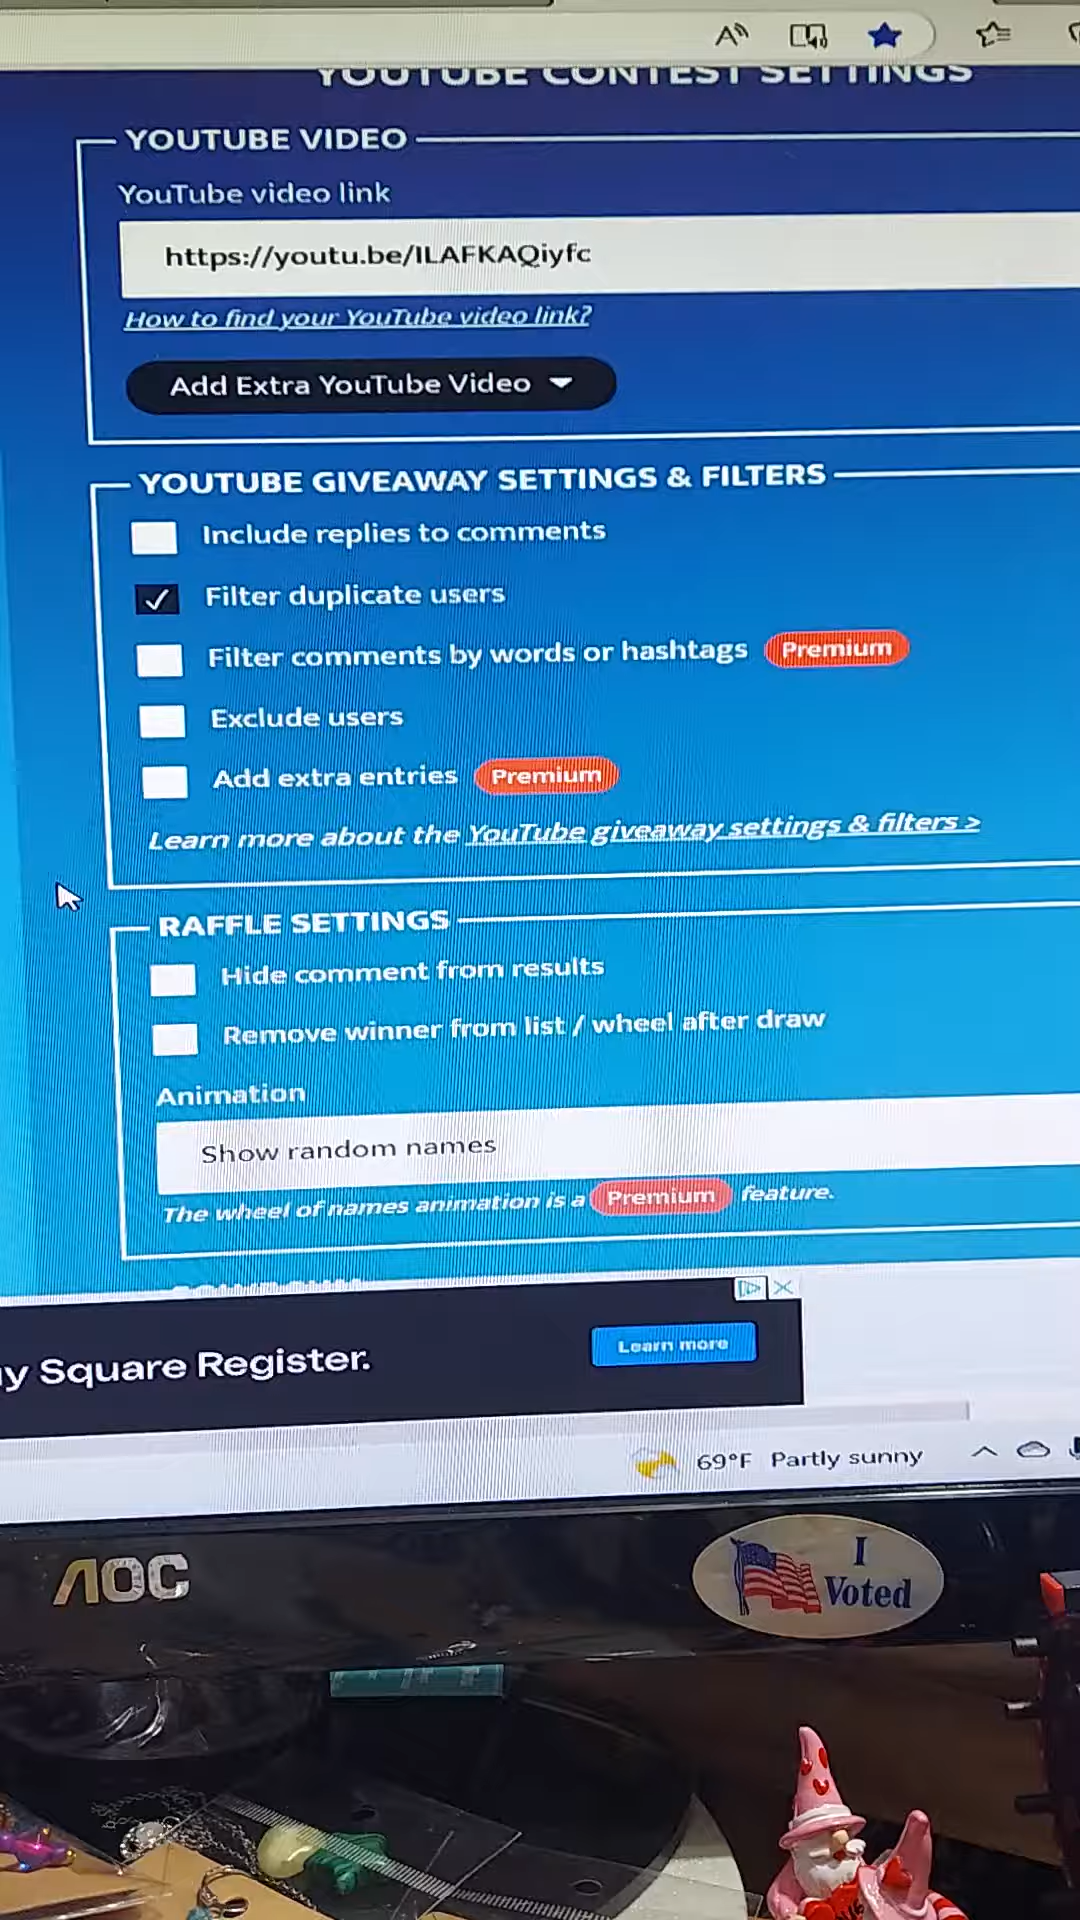 YOUTUBE CONTEST SETTINGS
YOUTUBE VIDEO
YouTube video link
https://youtu.be/ILAFKAQiyfc
How to find your YouTube video link?
Add Extra YouTube Video
YOUTUBE GIVEAWAY SETTINGS & FILTERS
Include replies to comments
Filter duplicate users
Filter comments by words or hashtags Premium
Exclude users
Add extra entries Premium
Learn more about the YouTube giveaway settings & filters >
RAFFLE SETTINGS
Hide comment from results
Remove winner from list / wheel after draw
Animation
Show random names
The wheel of names animation is a Premium feature.
y Square Register.
Learn more
69°F Partly sunny
AOC
I
Voted